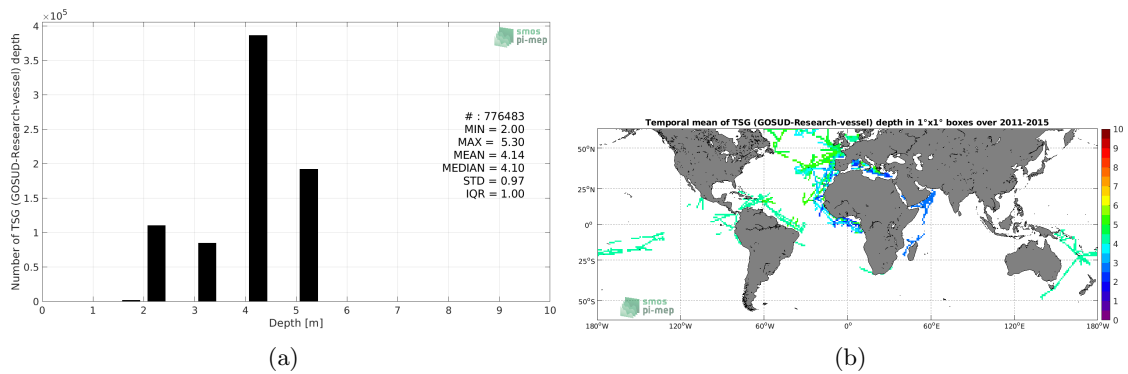 ×10⁵
4
3.5
3
2.5
2
1.5
1
0.5
0
Number of TSG (GOSUD-Research-vessel) depth
smos
pi-mep
# : 776483
MIN = 2.00
MAX = 5.30
MEAN = 4.14
MEDIAN = 4.10
STD = 0.97
IQR = 1.00
0 1 2 3 4 5 6 7 8 9 10
Depth [m]
(a)
Temporal mean of TSG (GOSUD-Research-vessel) depth in 1°x1° boxes over 2011-2015
50°N
25°N
0°
25°S
50°S
smos
pi-mep
180°W 120°W 60°W 0° 60°E 120°E 180°W
10
9
8
7
6
5
4
3
2
1
0
(b)